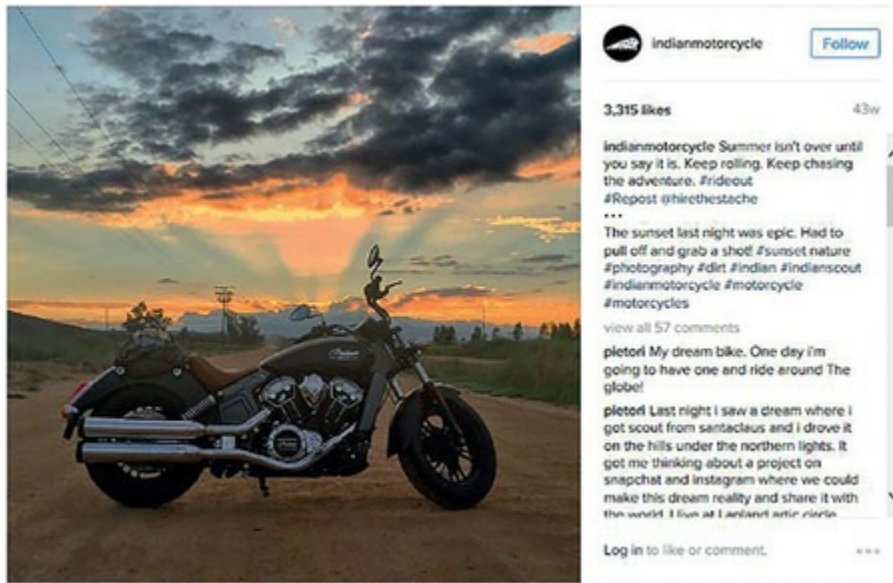 indianmotorcycle
Follow
3,315 likes
43w
indianmotorcycle Summer isn't over until
you say it is. Keep rolling. Keep chasing
the adventure. #rideout
#Repost @hirethestache
•••
The sunset last night was epic. Had to
pull off and grab a shot! #sunset nature
#photography #dirt #indian #indianscout
#indianmotorcycle #motorcycle
#motorcycles
view all 57 comments
pietori My dream bike. One day i'm
going to have one and ride around The
globe!
pietori Last night i saw a dream where i
got scout from santaclaus and i drove it
on the hills under the northern lights. It
got me thinking about a project on
snapchat and instagram where we could
make this dream reality and share it with
the world. I live at Lapland artic circle
Log in to like or comment.
Indian